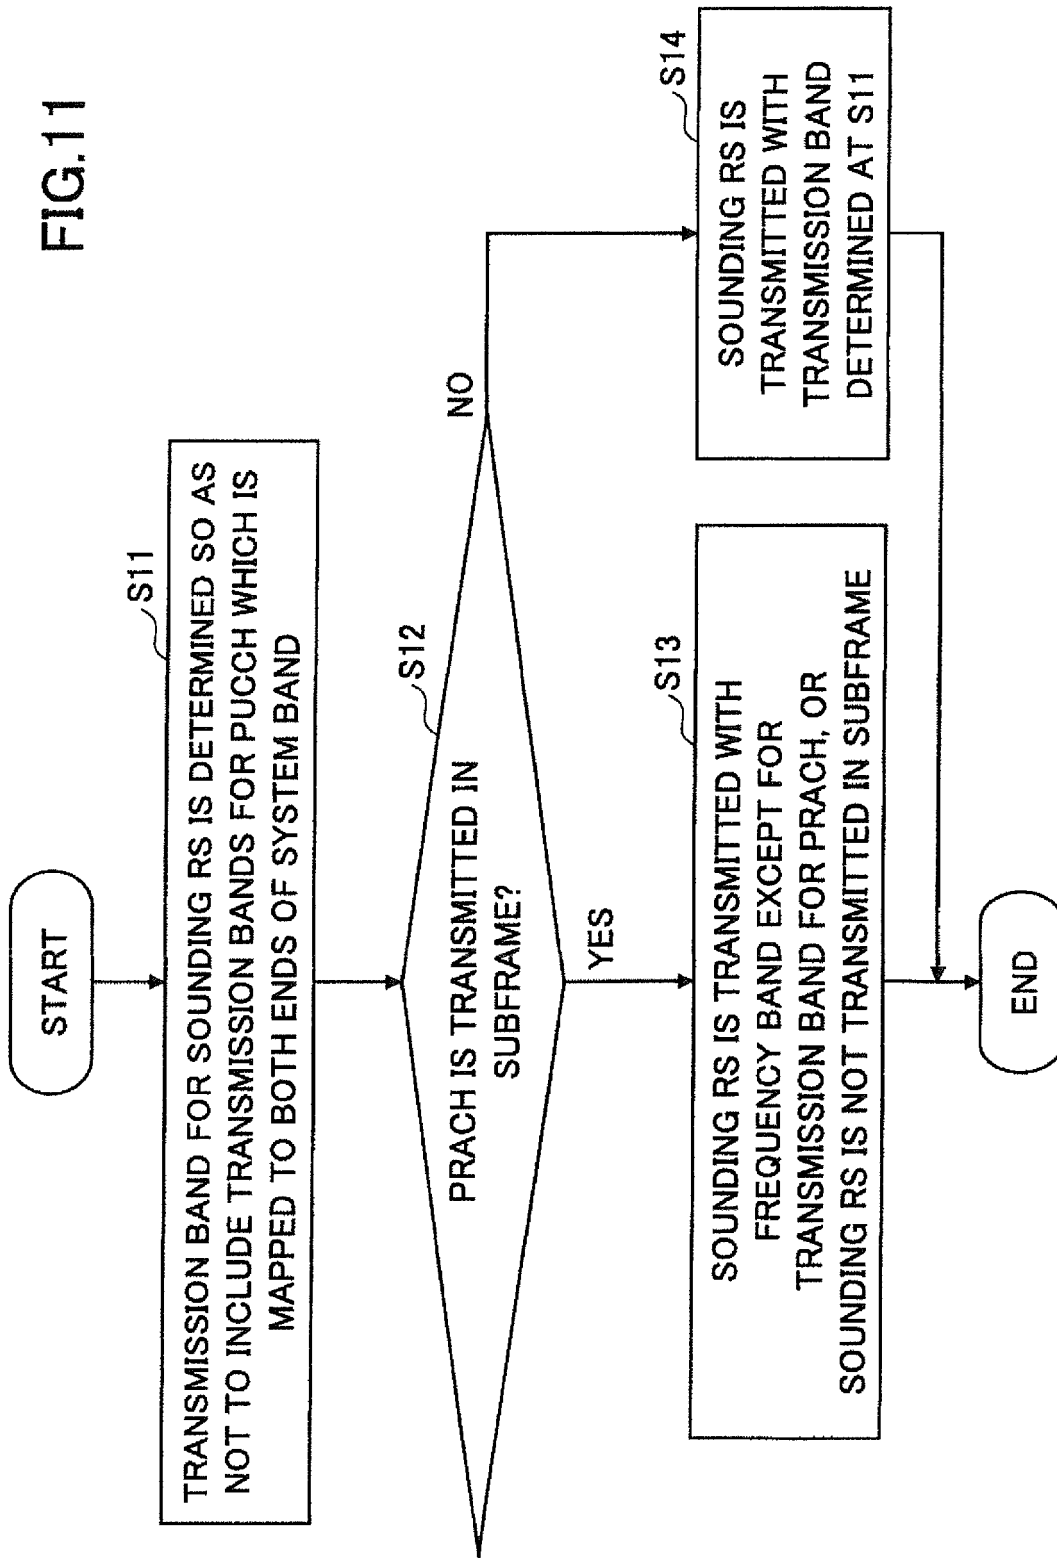 FIG.11
START
S11
TRANSMISSION BAND FOR SOUNDING RS IS DETERMINED SO AS
NOT TO INCLUDE TRANSMISSION BANDS FOR PUCCH WHICH IS
MAPPED TO BOTH ENDS OF SYSTEM BAND
S12
PRACH IS TRANSMITTED IN
SUBFRAME?
NO
YES
S13
SOUNDING RS IS TRANSMITTED WITH
FREQUENCY BAND EXCEPT FOR
TRANSMISSION BAND FOR PRACH, OR
SOUNDING RS IS NOT TRANSMITTED IN SUBFRAME
S14
SOUNDING RS IS
TRANSMITTED WITH
TRANSMISSION BAND
DETERMINED AT S11
END